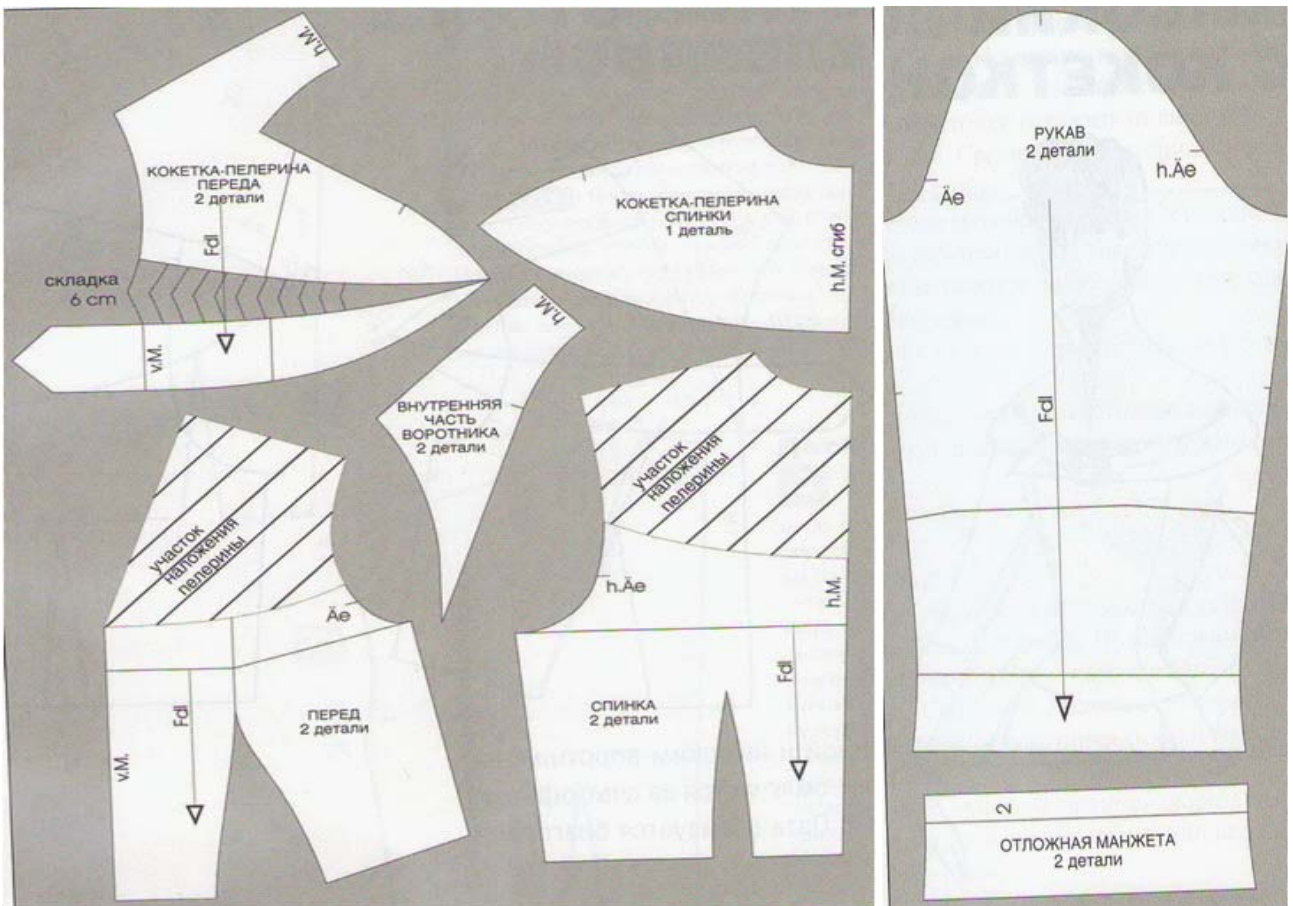 h.M.
КОКЕТКА-ПЕЛЕРИНА
ПЕРЕДА
2 детали
Fdl
складка
6 cm
v.M.
КОКЕТКА-ПЕЛЕРИНА
СПИНКИ
1 деталь
h.M. сгиб
h.M.
ВНУТРЕННЯЯ
ЧАСТЬ
ВОРОТНИКА
2 детали
участок
наложения
пелерины
Äe
Fdl
v.M.
ПЕРЕД
2 детали
участок
наложения
пелерины
h.Äe
h.M.
Fdl
СПИНКА
2 детали
РУКАВ
2 детали
Äe
h.Äe
Fdl
2
ОТЛОЖНАЯ МАНЖЕТА
2 детали